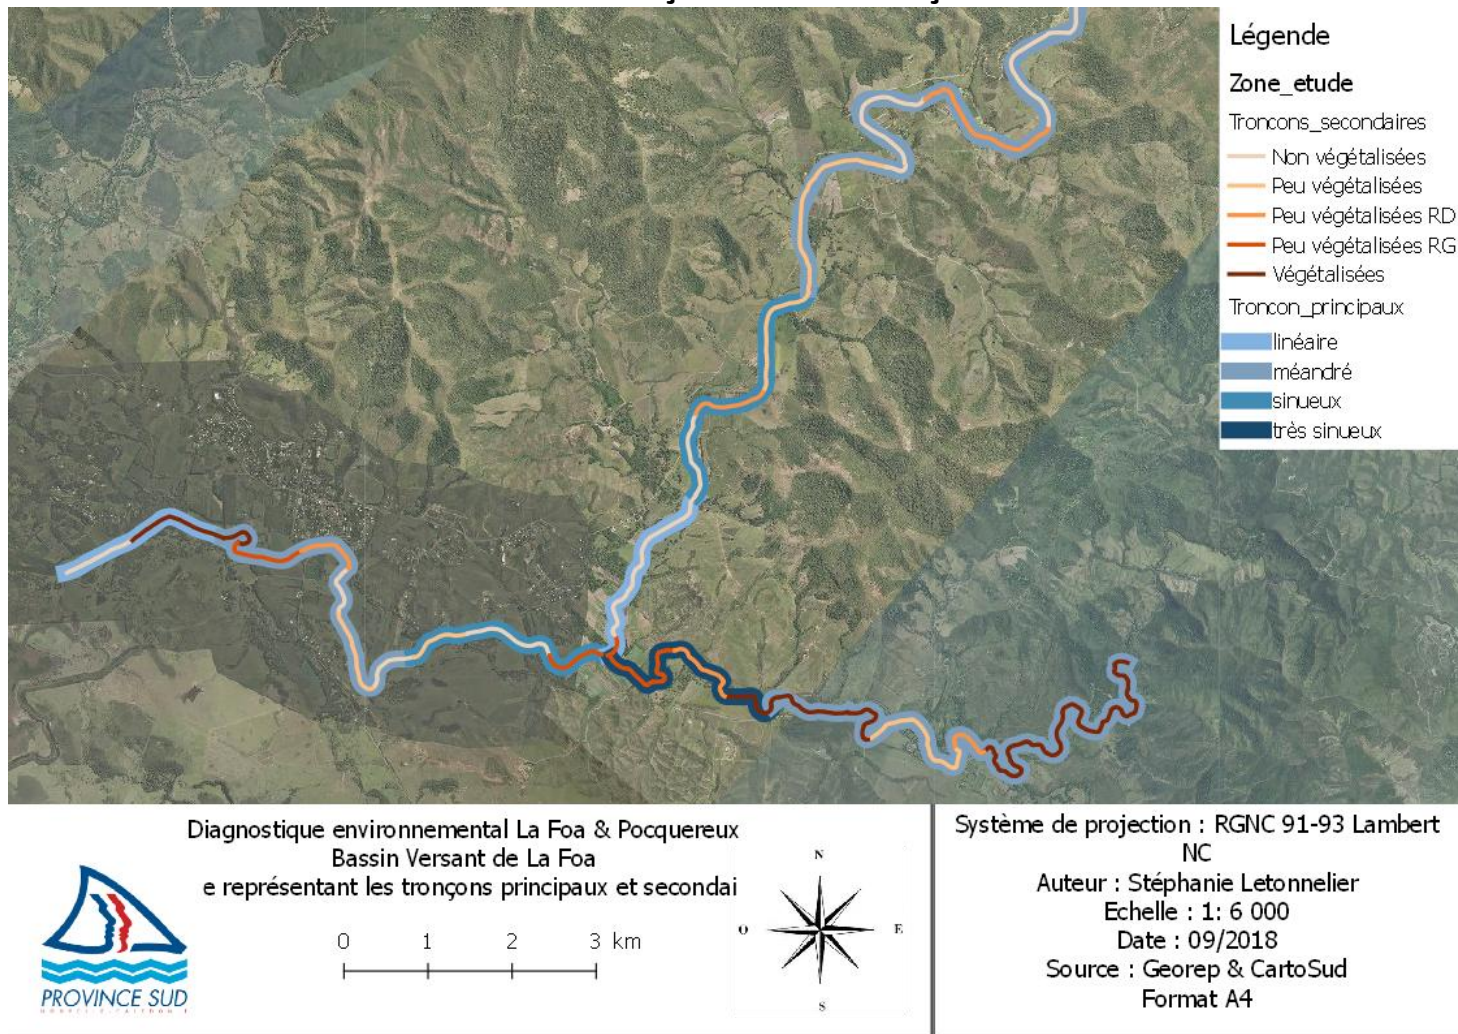 Légende
Zone_etude
Troncons_secondaires
Non végétalisées
Peu végétalisées
Peu végétalisées RD
Peu végétalisées RG
Végétalisées
Troncon_principaux
linéaire
méandré
sinueux
très sinueux
Diagnostique environnemental La Foa & Pocquereux
Bassin Versant de La Foa
e représentant les tronçons principaux et secondai
0 1 2 3 km
N
O E
S
PROVINCE SUD
Système de projection : RGNC 91-93 Lambert
NC
Auteur : Stéphanie Letonnelier
Echelle : 1: 6 000
Date : 09/2018
Source : Georep & CartoSud
Format A4